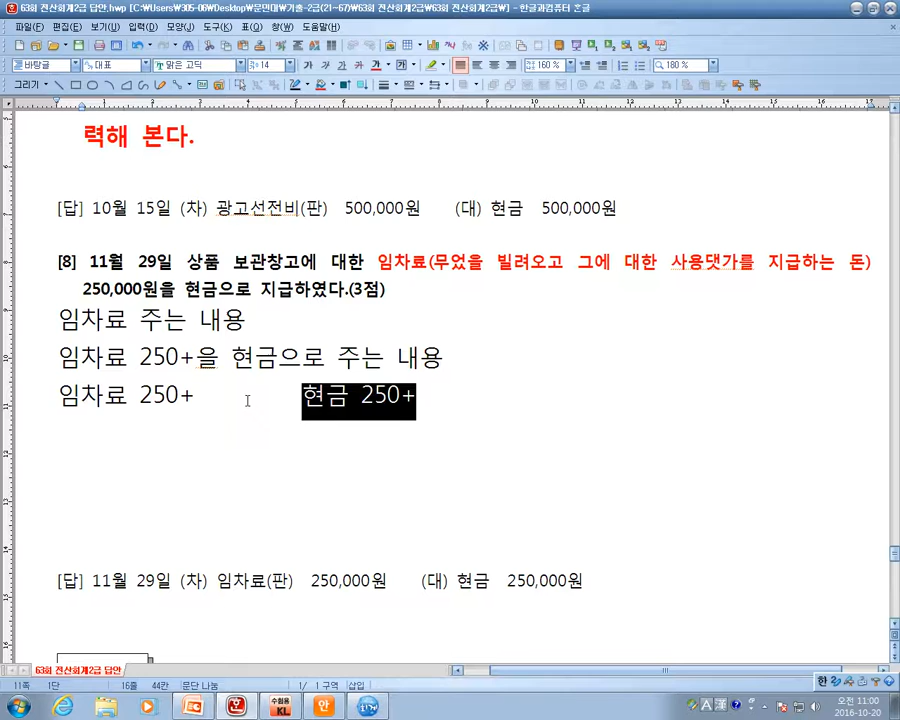 63회 전산회계2급 답안.hwp [C:₩Users₩305-06₩Desktop₩문민대₩기출-2급(21~67)₩63회 전산회계2급₩63회 전산회계2급₩] - 한글과컴퓨터 한글
파일(F) 편집(E) 보기(U) 입력(D) 모양(J) 도구(K) 표(Q) 창(W) 도움말(H)
바탕글 대표 맑은 고딕 14 가 가 가 가 가 160 % 180 %
그리기
력해 본다.
[답] 10월 15일 (차) 광고선전비(판) 500,000원 (대) 현금 500,000원
[8] 11월 29일 상품 보관창고에 대한 임차료(무었을 빌려오고 그에 대한 사용댓가를 지급하는 돈)
250,000원을 현금으로 지급하였다.(3점)
임차료 주는 내용
임차료 250+을 현금으로 주는 내용
임차료 250+ 현금 250+
[답] 11월 29일 (차) 임차료(판) 250,000원 (대) 현금 250,000원
63회 전산회계2급 답안
11쪽 1단 16줄 44칸 문단 나눔 1/ 1 구역 삽입
오전 11:00
2016-10-20